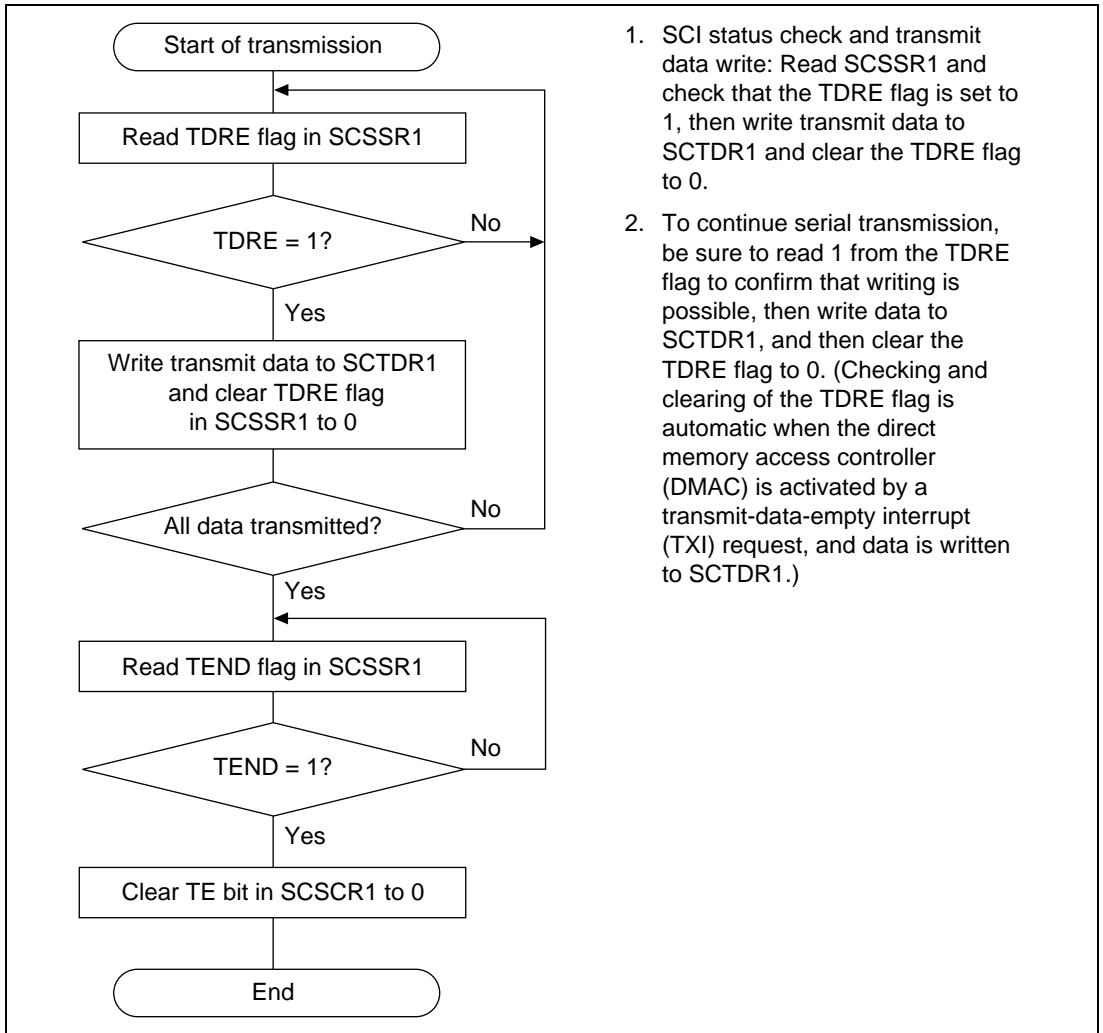 Start of transmission
Read TDRE flag in SCSSR1
TDRE = 1?
No
Yes
Write transmit data to SCTDR1
and clear TDRE flag
in SCSSR1 to 0
All data transmitted?
No
Yes
Read TEND flag in SCSSR1
TEND = 1?
No
Yes
Clear TE bit in SCSCR1 to 0
End
1. SCI status check and transmit
data write: Read SCSSR1 and
check that the TDRE flag is set to
1, then write transmit data to
SCTDR1 and clear the TDRE flag
to 0.
2. To continue serial transmission,
be sure to read 1 from the TDRE
flag to confirm that writing is
possible, then write data to
SCTDR1, and then clear the
TDRE flag to 0. (Checking and
clearing of the TDRE flag is
automatic when the direct
memory access controller
(DMAC) is activated by a
transmit-data-empty interrupt
(TXI) request, and data is written
to SCTDR1.)